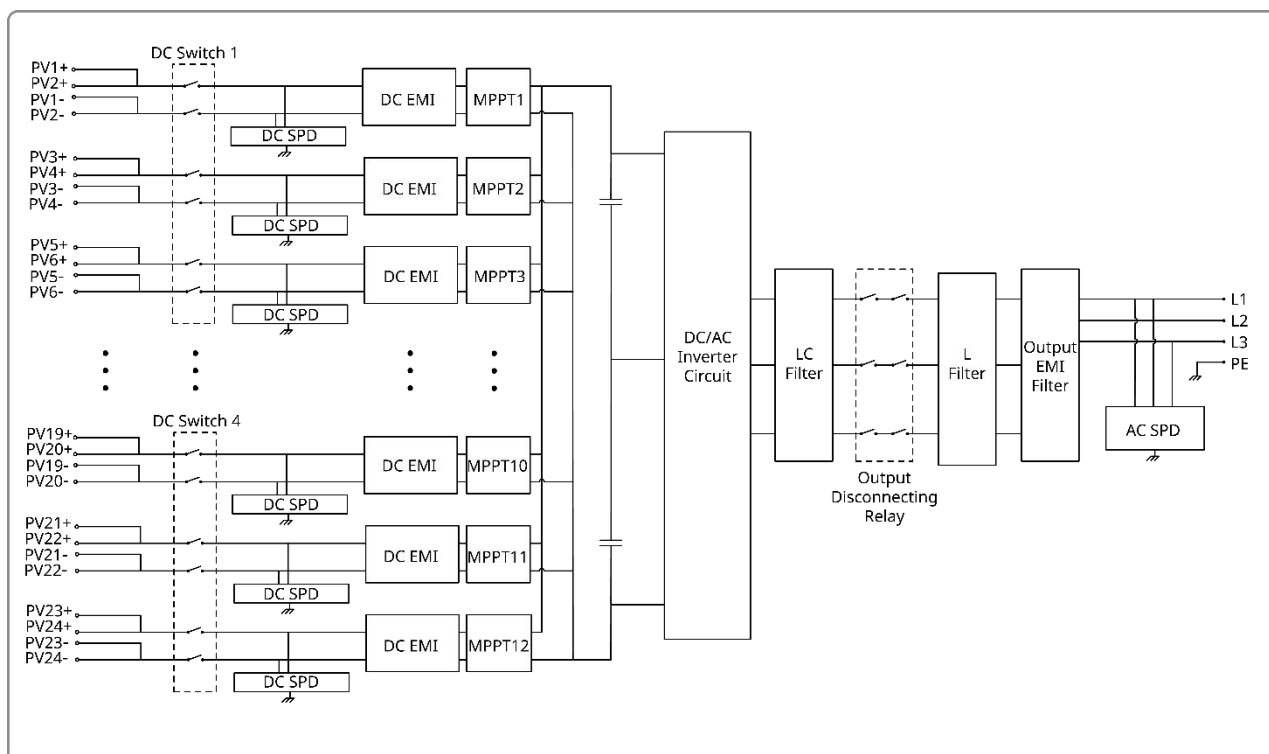 DC Switch 1
PV1+
PV2+
PV1-
PV2-
DC EMI
MPPT1
DC SPD
PV3+
PV4+
PV3-
PV4-
DC EMI
MPPT2
DC SPD
PV5+
PV6+
PV5-
PV6-
DC EMI
MPPT3
DC SPD
DC Switch 4
PV19+
PV20+
PV19-
PV20-
DC EMI
MPPT10
DC SPD
PV21+
PV22+
PV21-
PV22-
DC EMI
MPPT11
DC SPD
PV23+
PV24+
PV23-
PV24-
DC EMI
MPPT12
DC SPD
DC/AC
Inverter
Circuit
LC
Filter
Output
Disconnecting
Relay
L
Filter
Output
EMI
Filter
L1
L2
L3
PE
AC SPD